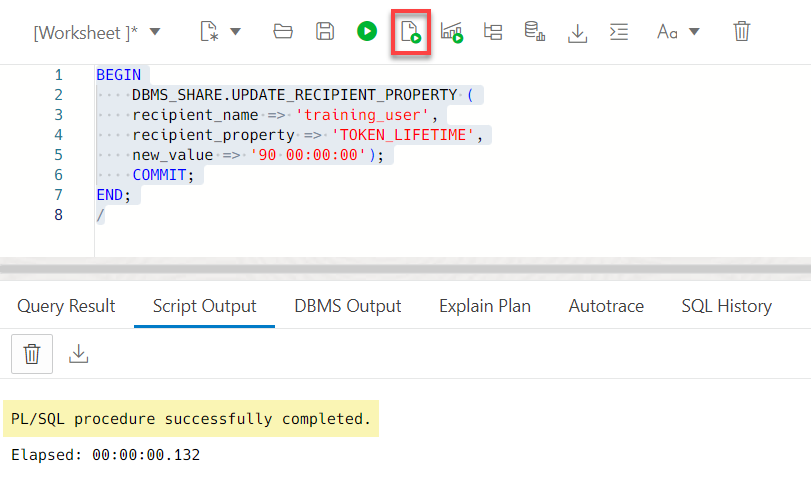 [Worksheet ]*
Aa
1 BEGIN
2 ····DBMS_SHARE.UPDATE_RECIPIENT_PROPERTY·(
3 ····recipient_name·=>·'training_user',
4 ····recipient_property·=>·'TOKEN_LIFETIME',
5 ····new_value·=>·'90·00:00:00');
6 ····COMMIT;
7 END;
8 /
Query Result Script Output DBMS Output Explain Plan Autotrace SQL History
PL/SQL procedure successfully completed.
Elapsed: 00:00:00.132